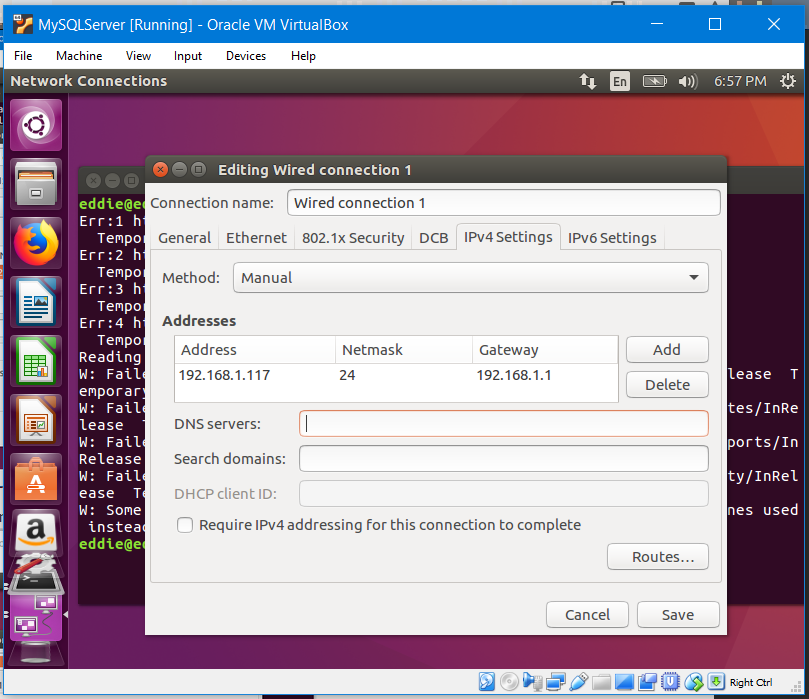 MySQLServer [Running] - Oracle VM VirtualBox
File Machine View Input Devices Help
Network Connections En 6:57 PM
Editing Wired connection 1
Connection name: Wired connection 1
General Ethernet 802.1x Security DCB IPv4 Settings IPv6 Settings
Method: Manual
Addresses
Address Netmask Gateway Add
192.168.1.117 24 192.168.1.1
Delete
DNS servers:
Search domains:
DHCP client ID:
Require IPv4 addressing for this connection to complete
Routes...
Cancel Save
eddie@e
Err:1 h
Tempor
Err:2 h
Tempor
Err:3 h
Tempor
Err:4 h
Tempor
Reading
W: Faile lease T
emporary
W: Faile tes/InRe
lease
W: Faile ports/In
Release
W: Faile ty/InRel
ease Te
W: Some nes used
instead
eddie@e
Right Ctrl